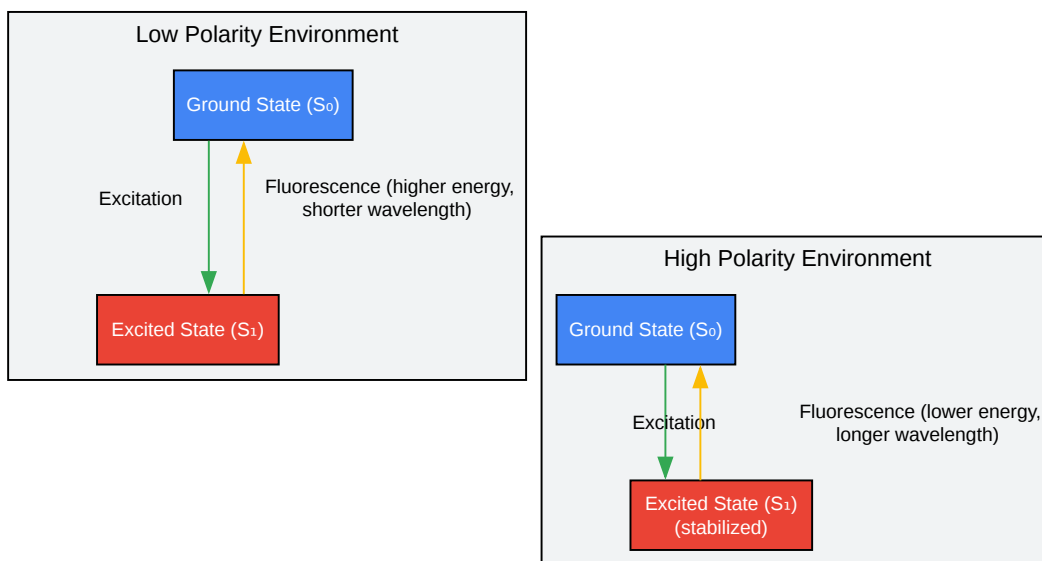 Low Polarity Environment
Ground State (S₀)
Excitation
Fluorescence (higher energy,
shorter wavelength)
Excited State (S₁)
High Polarity Environment
Ground State (S₀)
Excitation
Fluorescence (lower energy,
longer wavelength)
Excited State (S₁)
(stabilized)